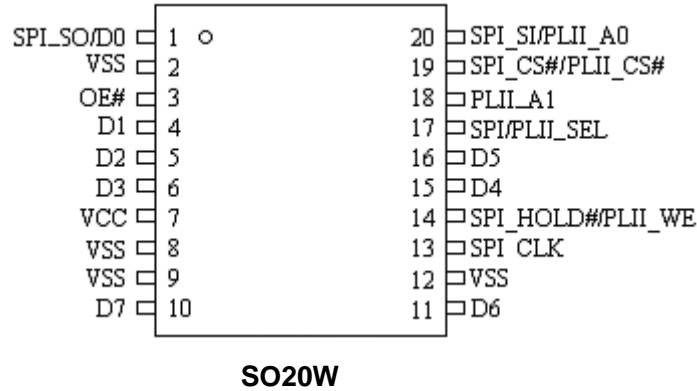 SPI_SO/D0 1 20 SPI_SI/PLII_A0
VSS 2 19 SPI_CS#/PLII_CS#
OE# 3 18 PLII_A1
D1 4 17 SPI/PLII_SEL
D2 5 16 D5
D3 6 15 D4
VCC 7 14 SPI_HOLD#/PLII_WE
VSS 8 13 SPI CLK
VSS 9 12 VSS
D7 10 11 D6
SO20W